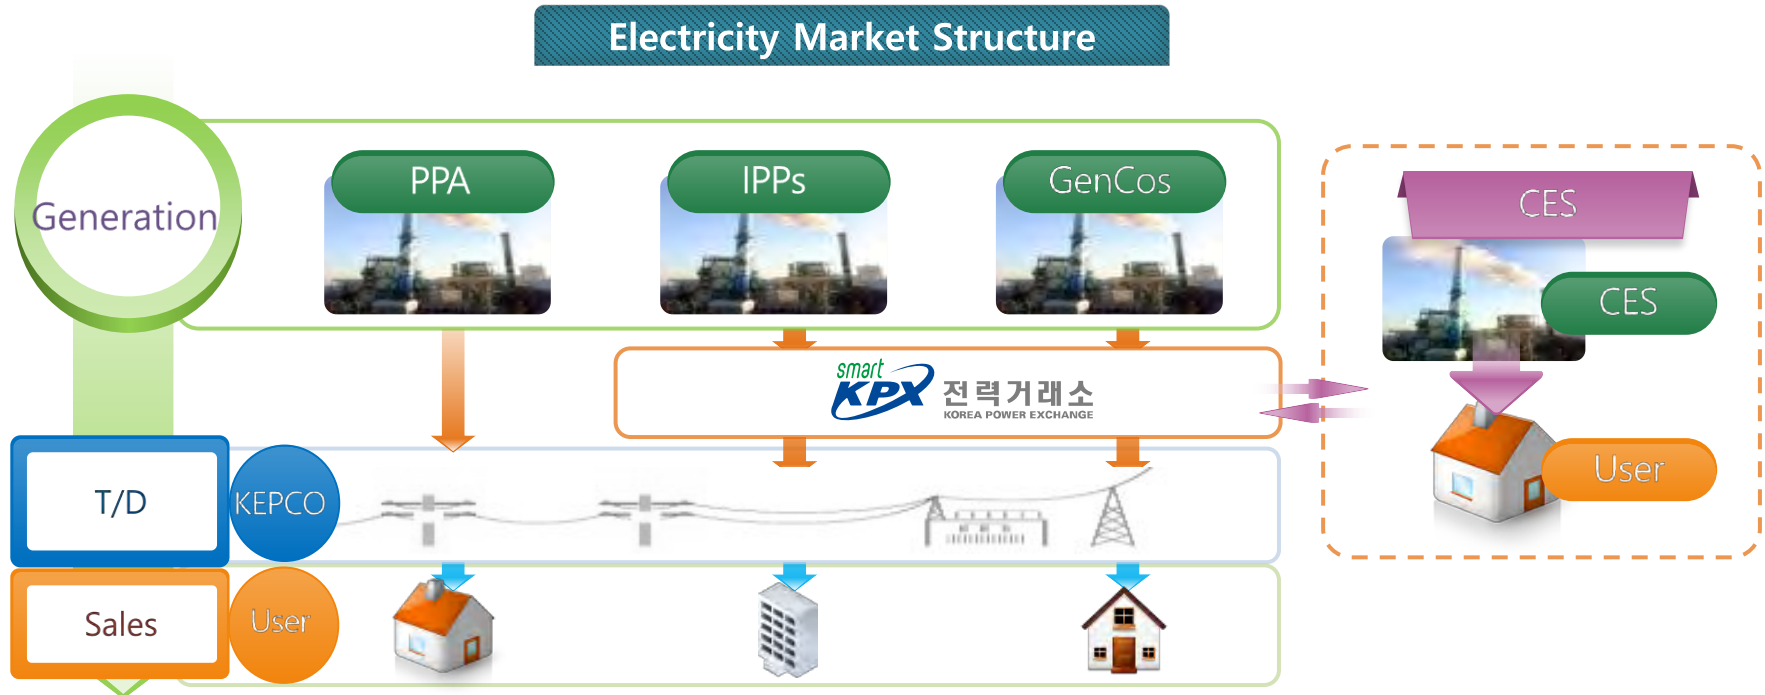 Electricity Market Structure
Generation
PPA
IPPs
GenCos
CES
CES
smart
KPX 전력거래소
KOREA POWER EXCHANGE
T/D
KEPCO
User
Sales
User